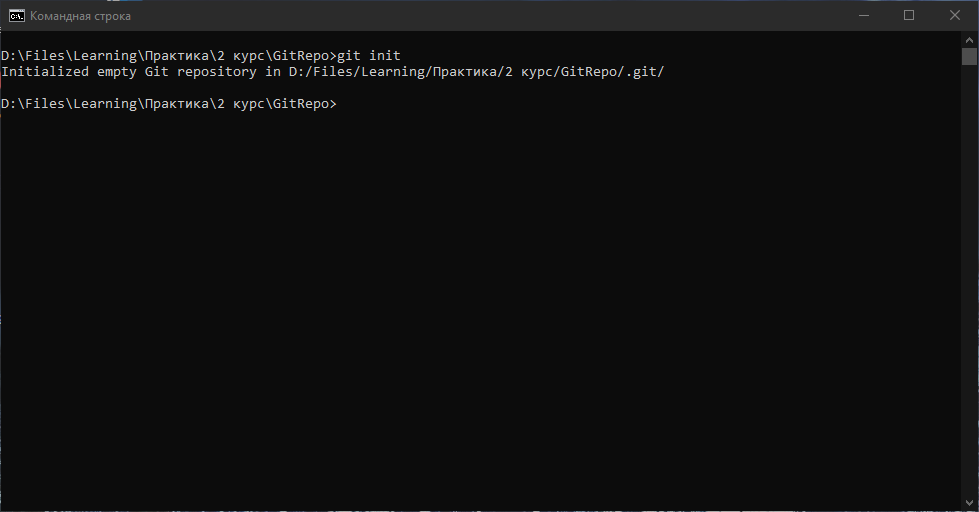 Командная строка
D:\Files\Learning\Практика\2 курс\GitRepo>git init
Initialized empty Git repository in D:/Files/Learning/Практика/2 курс/GitRepo/.git/
D:\Files\Learning\Практика\2 курс\GitRepo>